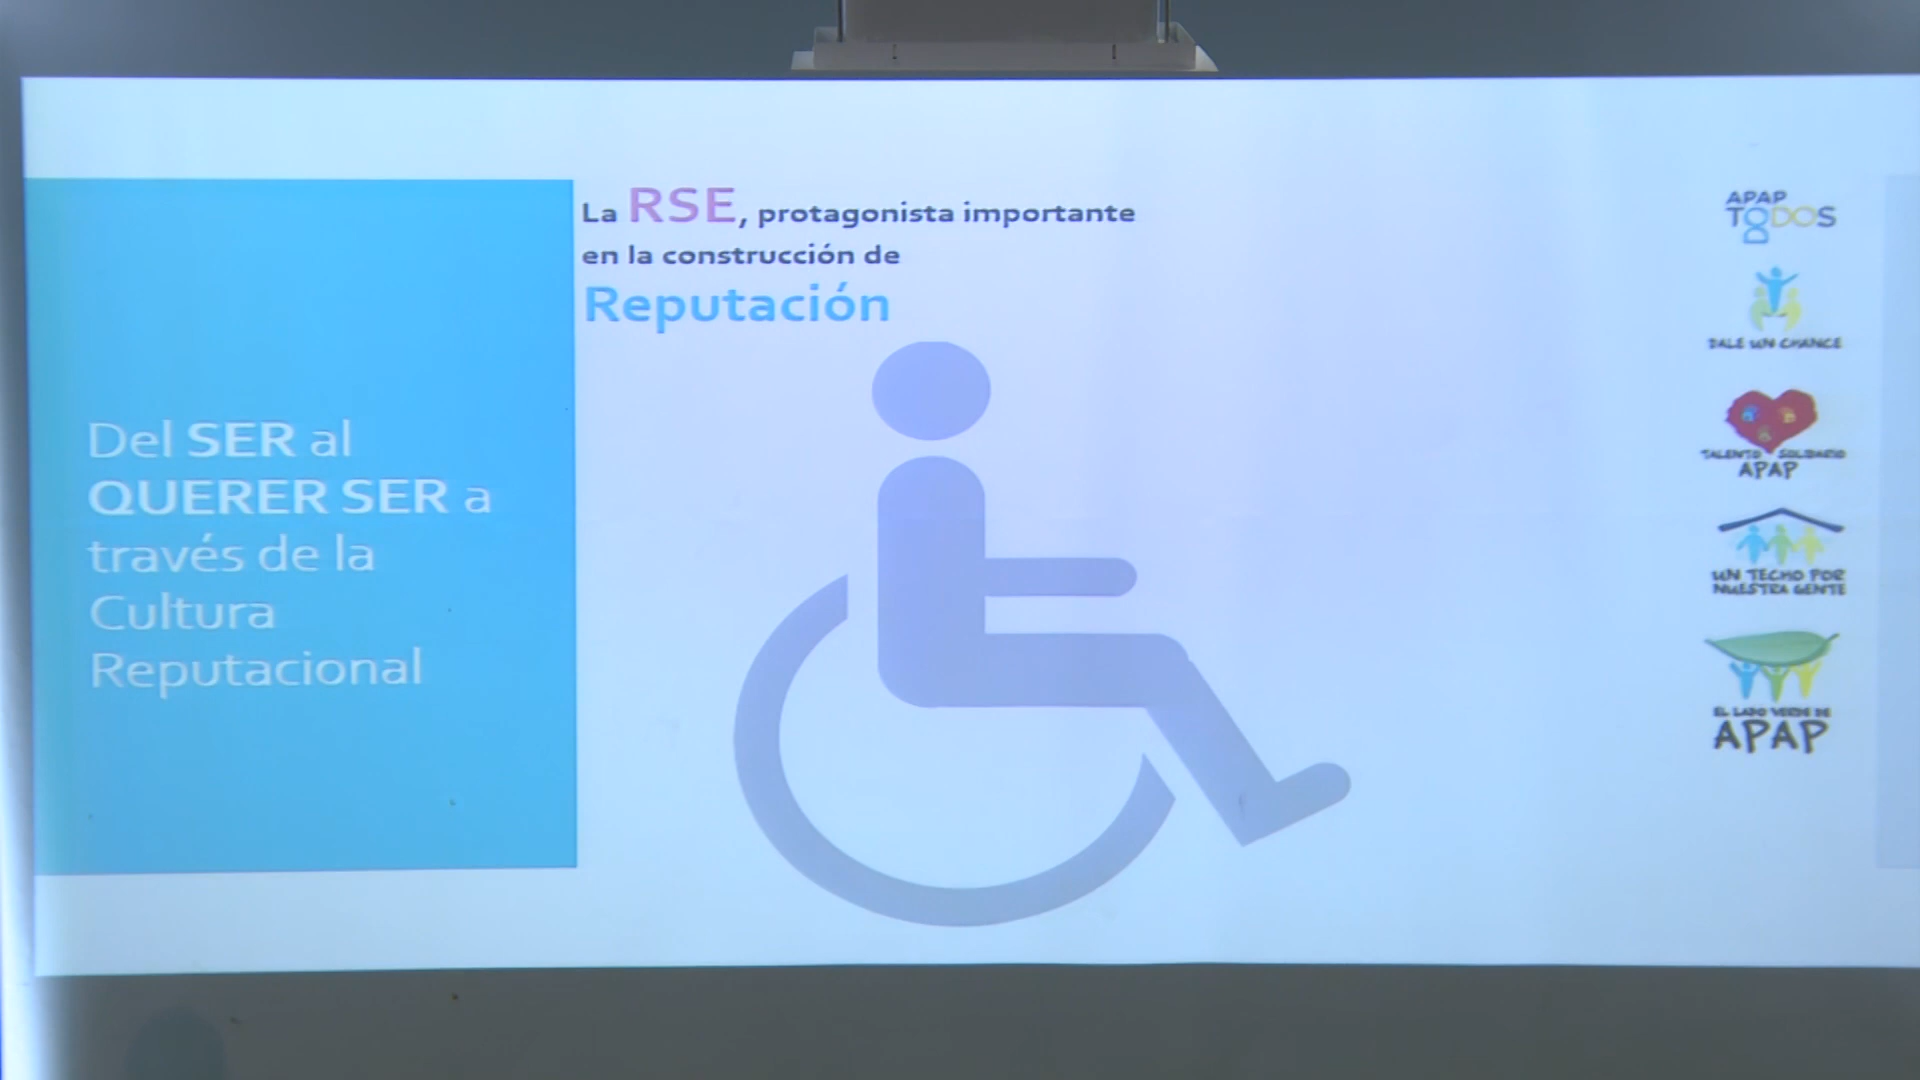 La RSE, protagonista importante
en la construcción de
Reputación
Del SER al
QUERER SER a
través de la
Cultura
Reputacional
APAP
TODOS
DALE UN CHANCE
TALENTO SOLIDARIO
APAP
UN TECHO POR
NUESTRA GENTE
EL LADO VERDE DE
APAP